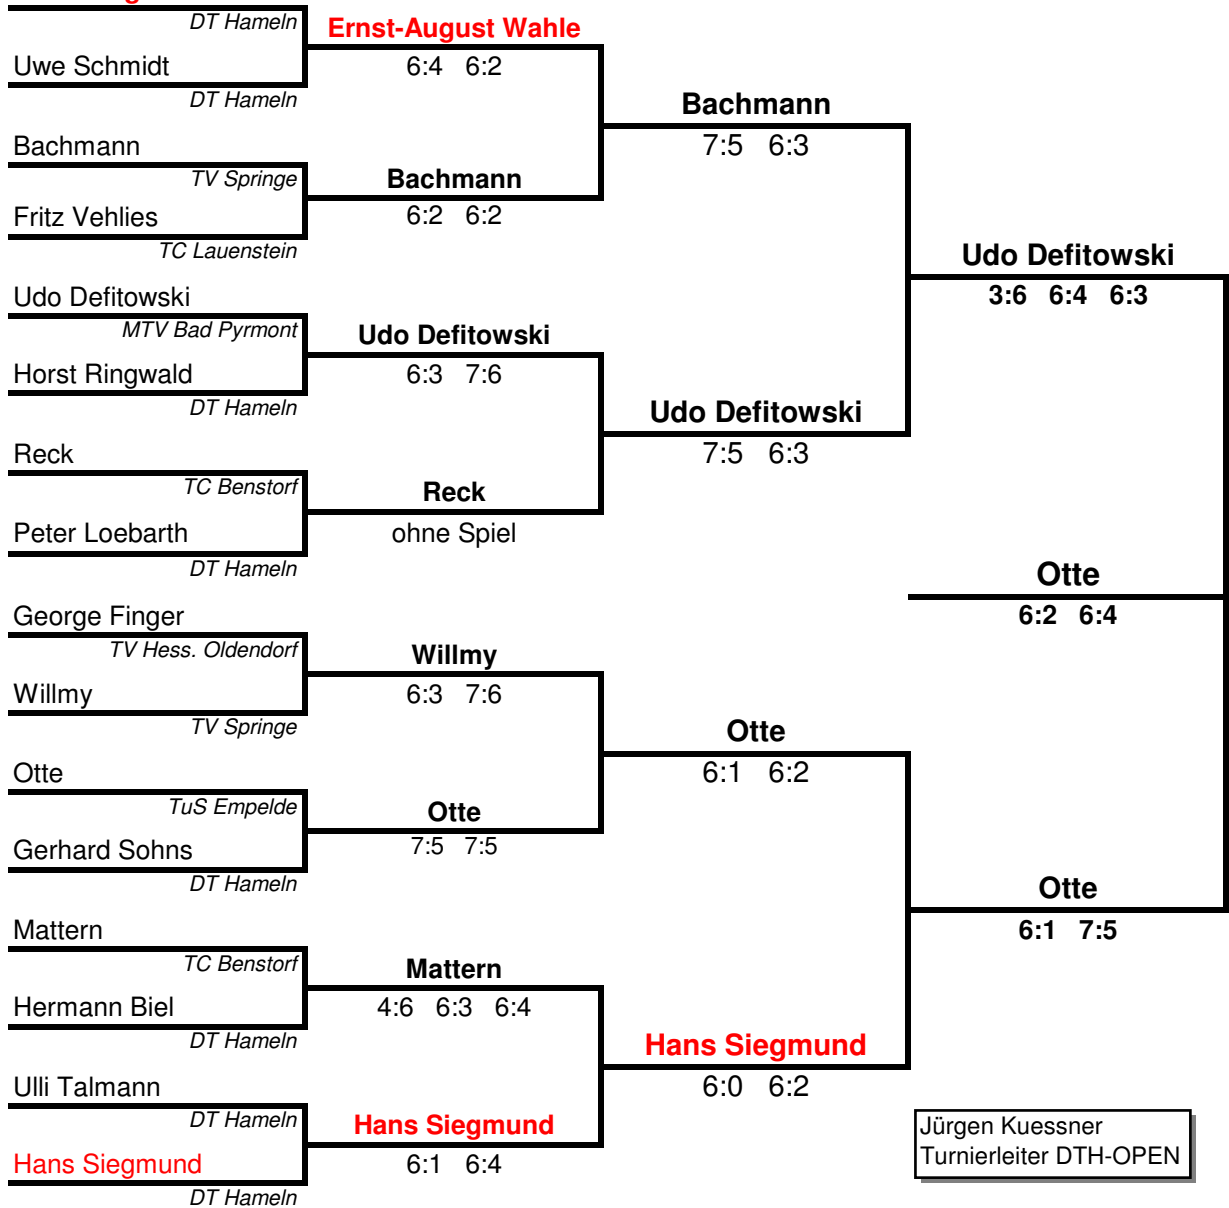 DT Hameln
Ernst-August Wahle
Uwe Schmidt
6:4 6:2
DT Hameln
Bachmann
Bachmann
7:5 6:3
TV Springe
Bachmann
Fritz Vehlies
6:2 6:2
TC Lauenstein
Udo Defitowski
Udo Defitowski
3:6 6:4 6:3
MTV Bad Pyrmont
Udo Defitowski
Horst Ringwald
6:3 7:6
DT Hameln
Udo Defitowski
Reck
7:5 6:3
TC Benstorf
Reck
Peter Loebarth
ohne Spiel
DT Hameln
Otte
George Finger
6:2 6:4
TV Hess. Oldendorf
Willmy
Willmy
6:3 7:6
TV Springe
Otte
Otte
6:1 6:2
TuS Empelde
Otte
Gerhard Sohns
7:5 7:5
DT Hameln
Otte
Mattern
6:1 7:5
TC Benstorf
Mattern
Hermann Biel
4:6 6:3 6:4
DT Hameln
Hans Siegmund
Ulli Talmann
6:0 6:2
DT Hameln
Hans Siegmund
Hans Siegmund
6:1 6:4
DT Hameln
Jürgen Kuessner
Turnierleiter DTH-OPEN